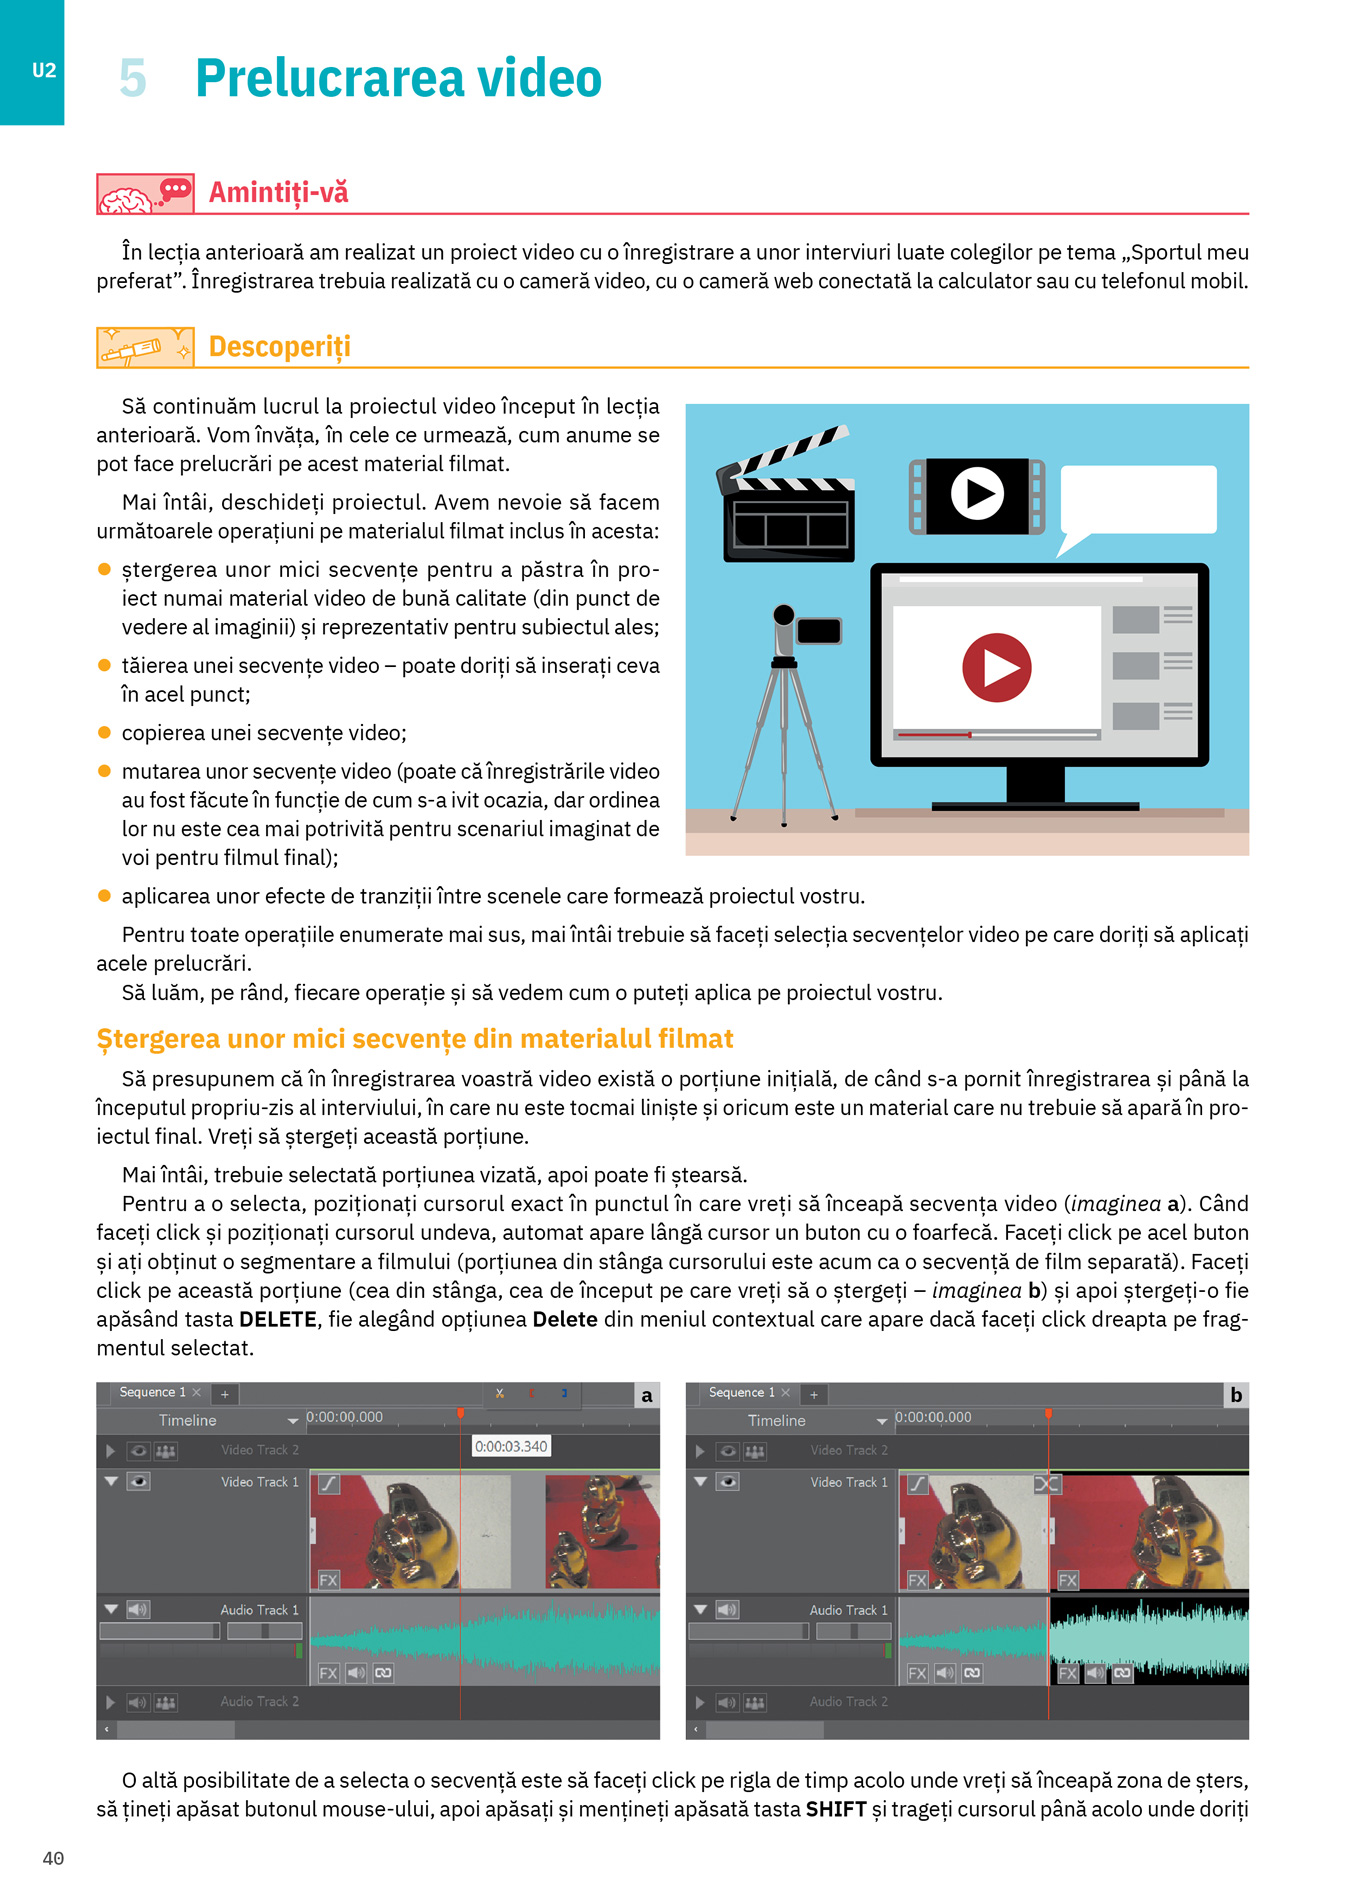 U2
5 Prelucrarea video
Amintiți-vă
În lecția anterioară am realizat un proiect video cu o înregistrare a unor interviuri luate colegilor pe tema „Sportul meu
preferat”. Înregistrarea trebuia realizată cu o cameră video, cu o cameră web conectată la calculator sau cu telefonul mobil.
Descoperiți
Să continuăm lucrul la proiectul video început în lecția
anterioară. Vom învăța, în cele ce urmează, cum anume se
pot face prelucrări pe acest material filmat.
Mai întâi, deschideți proiectul. Avem nevoie să facem
următoarele operațiuni pe materialul filmat inclus în acesta:
● ștergerea unor mici secvențe pentru a păstra în pro-
iect numai material video de bună calitate (din punct de
vedere al imaginii) și reprezentativ pentru subiectul ales;
● tăierea unei secvențe video – poate doriți să inserați ceva
în acel punct;
● copierea unei secvențe video;
● mutarea unor secvențe video (poate că înregistrările video
au fost făcute în funcție de cum s-a ivit ocazia, dar ordinea
lor nu este cea mai potrivită pentru scenariul imaginat de
voi pentru filmul final);
● aplicarea unor efecte de tranziții între scenele care formează proiectul vostru.
Pentru toate operațiile enumerate mai sus, mai întâi trebuie să faceți selecția secvențelor video pe care doriți să aplicați
acele prelucrări.
Să luăm, pe rând, fiecare operație și să vedem cum o puteți aplica pe proiectul vostru.
Ștergerea unor mici secvențe din materialul filmat
Să presupunem că în înregistrarea voastră video există o porțiune inițială, de când s-a pornit înregistrarea și până la
începutul propriu-zis al interviului, în care nu este tocmai liniște și oricum este un material care nu trebuie să apară în pro-
iectul final. Vreți să ștergeți această porțiune.
Mai întâi, trebuie selectată porțiunea vizată, apoi poate fi ștearsă.
Pentru a o selecta, poziționați cursorul exact în punctul în care vreți să înceapă secvența video (imaginea a). Când
faceți click și poziționați cursorul undeva, automat apare lângă cursor un buton cu o foarfecă. Faceți click pe acel buton
și ați obținut o segmentare a filmului (porțiunea din stânga cursorului este acum ca o secvență de film separată). Faceți
click pe această porțiune (cea din stânga, cea de început pe care vreți să o ștergeți – imaginea b) și apoi ștergeți-o fie
apăsând tasta DELETE, fie alegând opțiunea Delete din meniul contextual care apare dacă faceți click dreapta pe frag-
mentul selectat.
Sequence 1 × + a
Timeline 0:00:00.000
Video Track 2 0:00:03.340
Video Track 1
FX
Audio Track 1
FX
Audio Track 2
Sequence 1 × + b
Timeline 0:00:00.000
Video Track 2
Video Track 1
FX FX
Audio Track 1
FX FX
Audio Track 2
O altă posibilitate de a selecta o secvență este să faceți click pe rigla de timp acolo unde vreți să înceapă zona de șters,
să țineți apăsat butonul mouse-ului, apoi apăsați și mențineți apăsată tasta SHIFT și trageți cursorul până acolo unde doriți
40